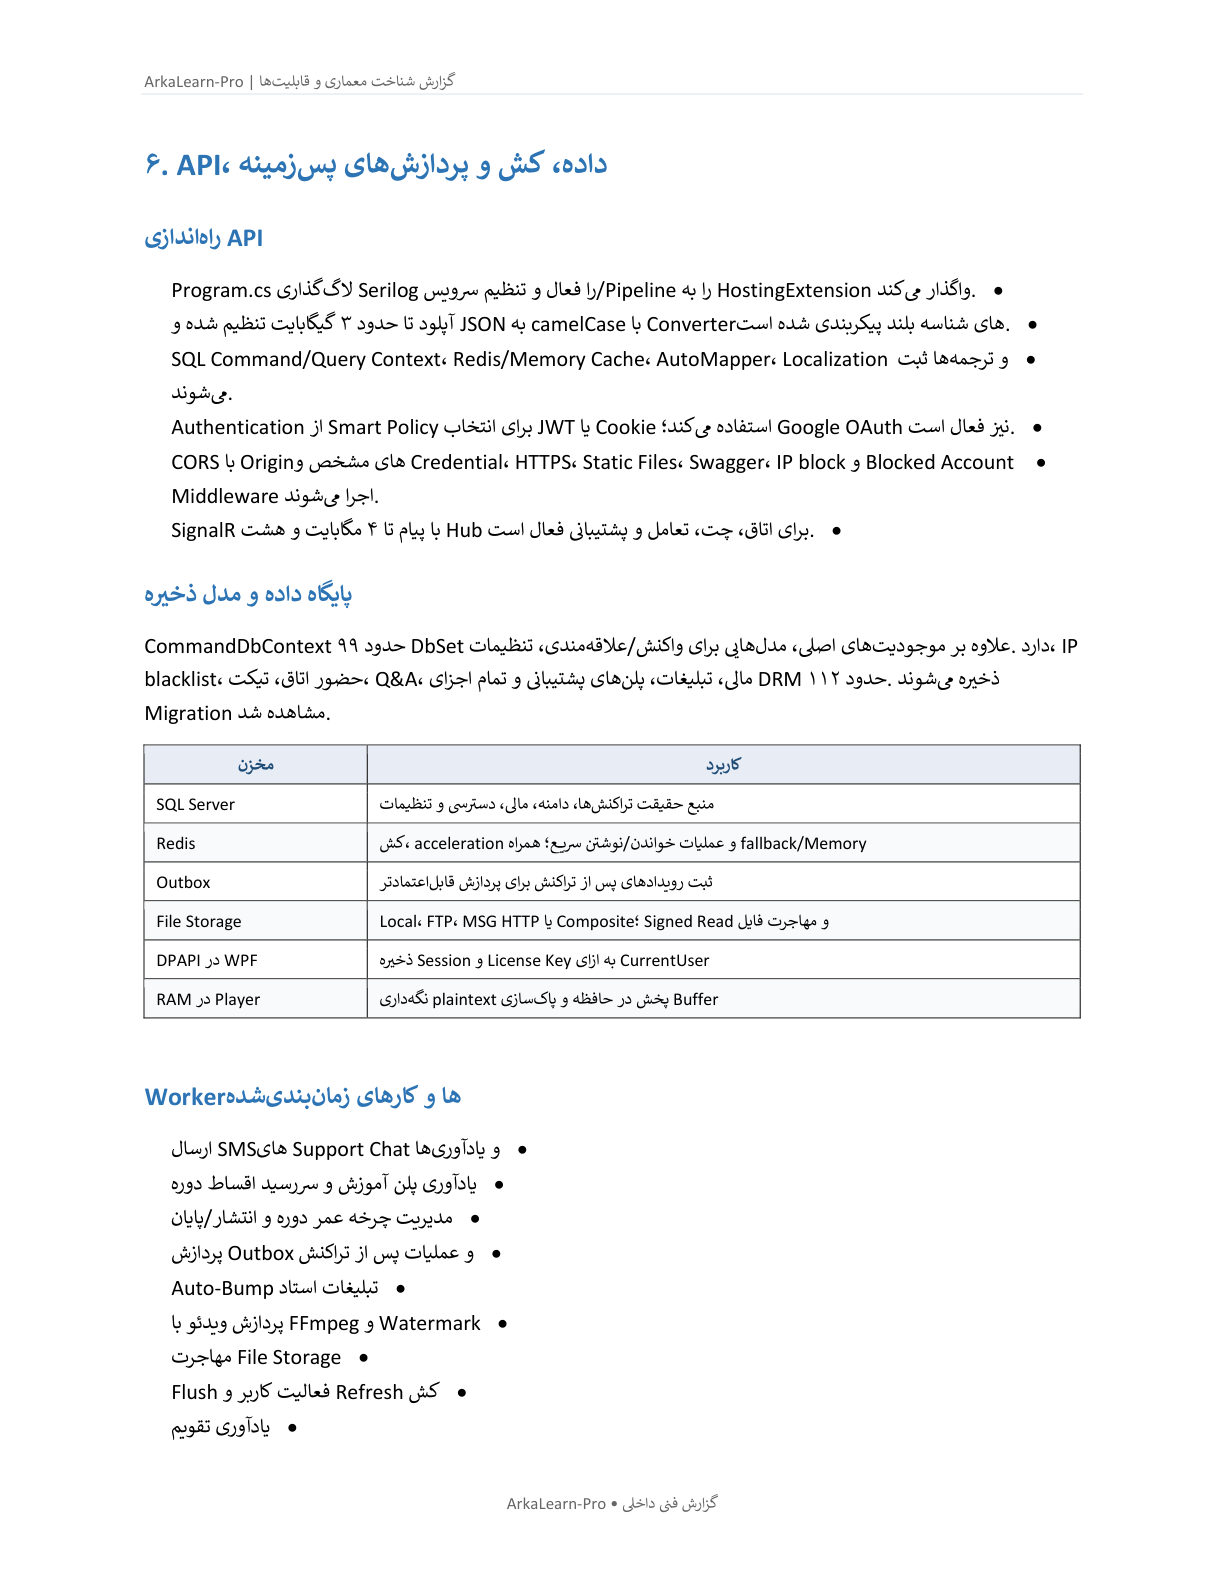 ArkaLearn-Pro | گزارش شناخت معماری و قابلیت‌ها
۶. API، داده، کش و پردازش‌های پس‌زمینه
راه‌اندازی API
Program.cs لاگ‌گذاری Serilog را فعال و تنظیم سرویس/Pipeline را به HostingExtension واگذار می‌کند.
آپلود تا حدود ۳ گیگابایت تنظیم شده و JSON به camelCase با Converterهای شناسه بلند پیکربندی شده است.
SQL Command/Query Context، Redis/Memory Cache، AutoMapper، Localization و ترجمه‌ها ثبت
می‌شوند.
Authentication از Smart Policy برای انتخاب JWT یا Cookie استفاده می‌کند؛ Google OAuth نیز فعال است.
CORS با Originهای مشخص و Credential، HTTPS، Static Files، Swagger، IP block و Blocked Account
Middleware اجرا می‌شوند.
SignalR با پیام تا ۴ مگابایت و هشت Hub برای اتاق، چت، تعامل و پشتیبانی فعال است.
پایگاه داده و مدل ذخیره
CommandDbContext حدود ۹۹ DbSet دارد. علاوه بر موجودیت‌های اصلی، مدل‌هایی برای واکنش/علاقه‌مندی، تنظیمات، IP
blacklist، حضور اتاق، تیکت، Q&A، مالی، تبلیغات، پلن‌های پشتیبانی و تمام اجزای DRM ذخیره می‌شوند. حدود ۱۱۲
Migration مشاهده شد.
مخزن کاربرد
SQL Server منبع حقیقت تراکنش‌ها، دامنه، مالی، دسترسی و تنظیمات
Redis کش، acceleration و عملیات خواندن/نوشتن سریع؛ همراه fallback/Memory
Outbox ثبت رویدادهای پس از تراکنش برای پردازش قابل‌اعتمادتر
File Storage Local، FTP، MSG HTTP یا Composite؛ Signed Read و مهاجرت فایل
DPAPI در WPF ذخیره Session و License Key به ازای CurrentUser
RAM در Player نگه‌داری plaintext پخش در حافظه و پاک‌سازی Buffer
Workerها و کارهای زمان‌بندی‌شده
ارسال SMSهای Support Chat و یادآوری‌ها
یادآوری پلن آموزش و سررسید اقساط دوره
مدیریت چرخه عمر دوره و انتشار/پایان
پردازش Outbox و عملیات پس از تراکنش
Auto-Bump تبلیغات استاد
پردازش ویدئو با FFmpeg و Watermark
مهاجرت File Storage
Flush فعالیت کاربر و Refresh کش
یادآوری تقویم
ArkaLearn-Pro • گزارش فنی داخلی